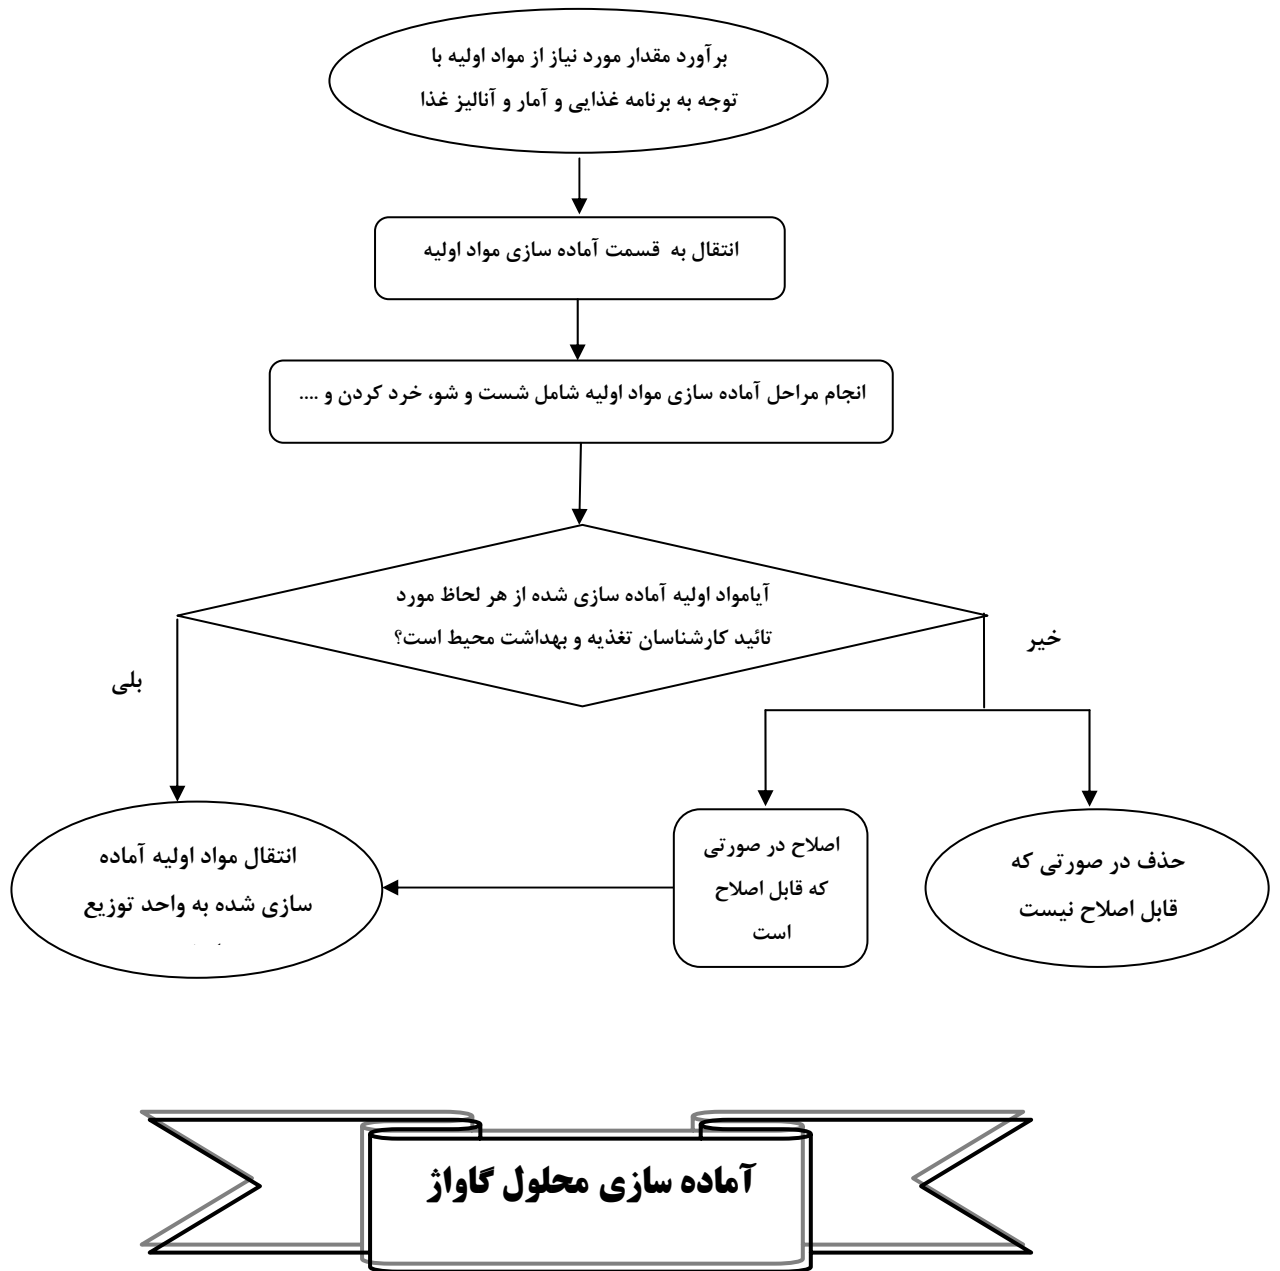 برآورد مقدار مورد نیاز از مواد اولیه با
توجه به برنامه غذایی و آمار و آنالیز غذا
انتقال به قسمت آماده سازی مواد اولیه
انجام مراحل آماده سازی مواد اولیه شامل شست و شو، خرد کردن و ....
آیامواد اولیه آماده سازی شده از هر لحاظ مورد
تائید کارشناسان تغذیه و بهداشت محیط است؟
خیر
بلی
حذف در صورتی که
قابل اصلاح نیست
اصلاح در صورتی
که قابل اصلاح
است
انتقال مواد اولیه آماده
سازی شده به واحد توزیع
آماده سازی محلول گاواژ